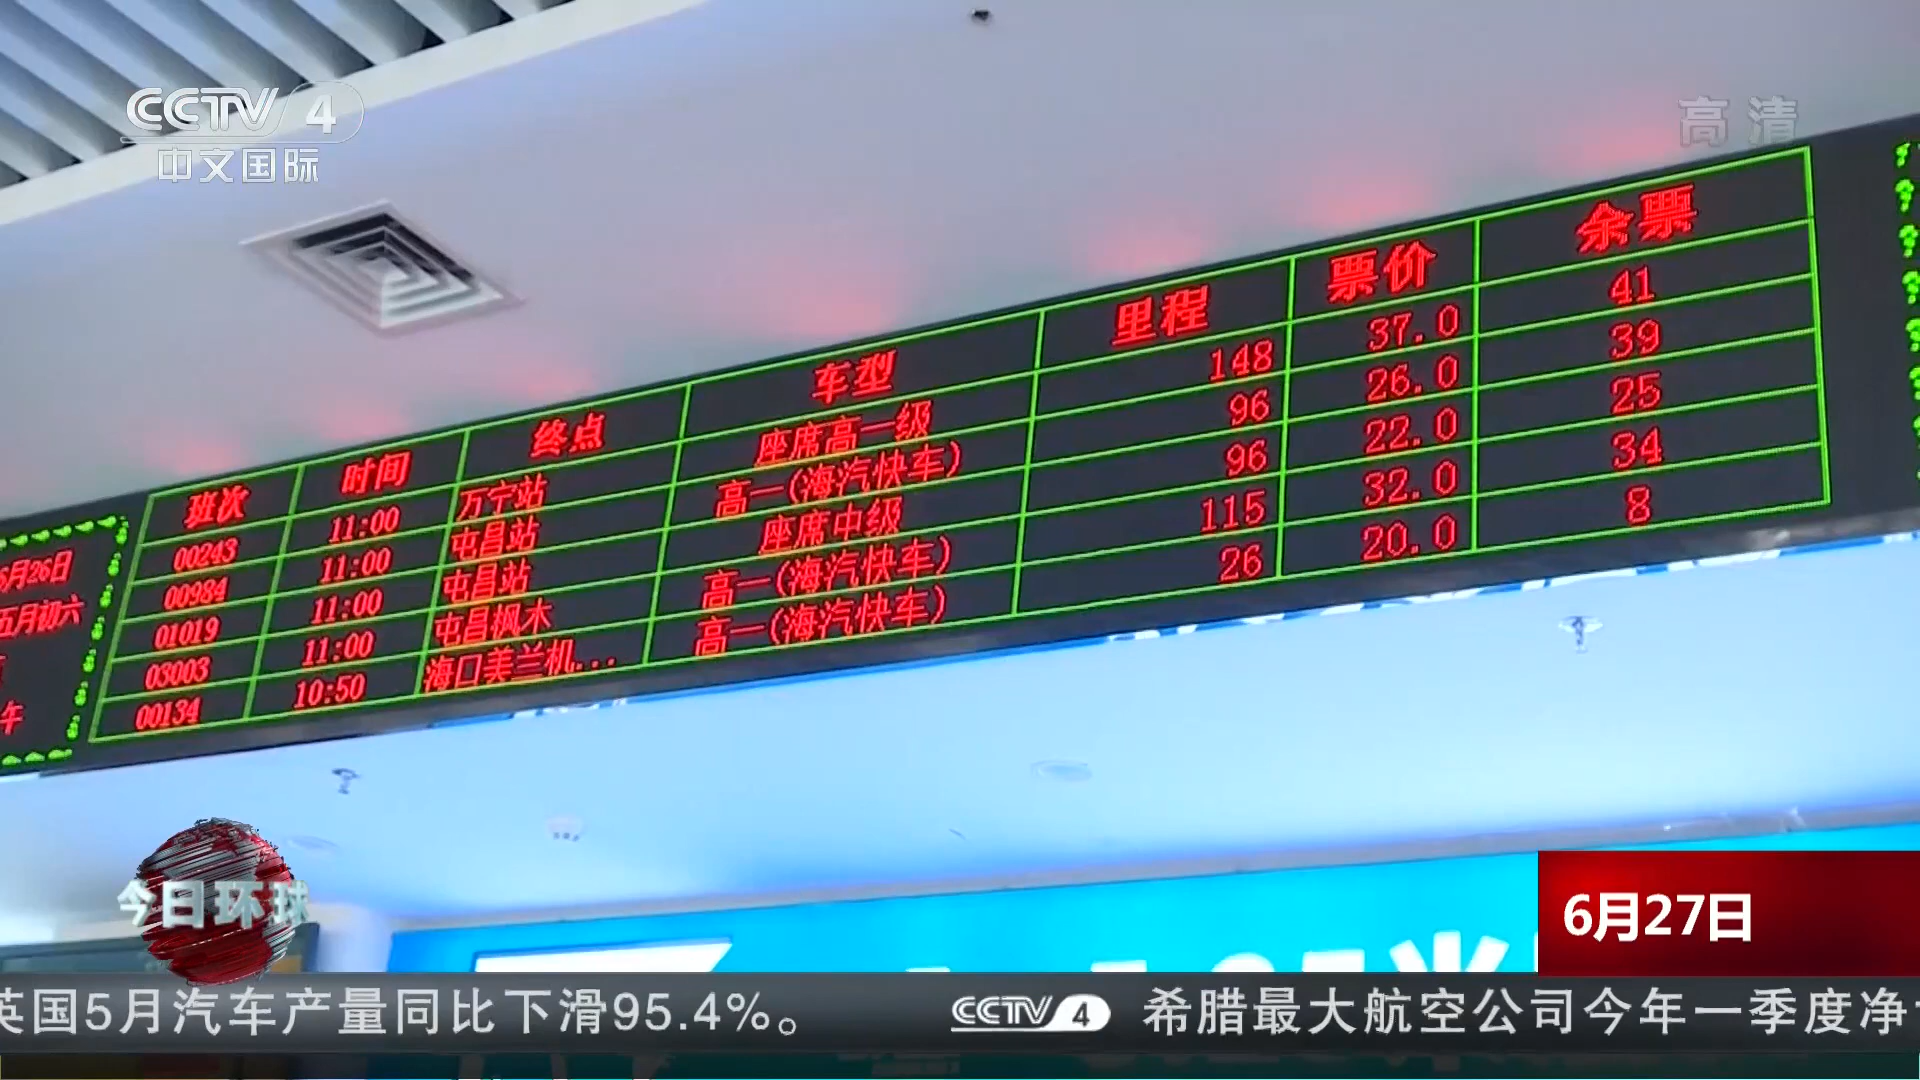 CCTV 4
中文国际
高清
班次 时间 终点 车型 里程 票价 余票
00243 11:00 万宁站 座席高一级 148 37.0 41
00984 11:00 屯昌站 高一(海汽快车) 96 26.0 39
01019 11:00 屯昌站 座席中级 96 22.0 25
03003 11:00 屯昌枫木 高一(海汽快车) 115 32.0 34
00134 10:50 海口美兰机... 高一(海汽快车) 26 20.0 8
6月26日
五月初六
午
今日环球
6月27日
英国5月汽车产量同比下滑95.4%。 CCTV 4 希腊最大航空公司今年一季度净